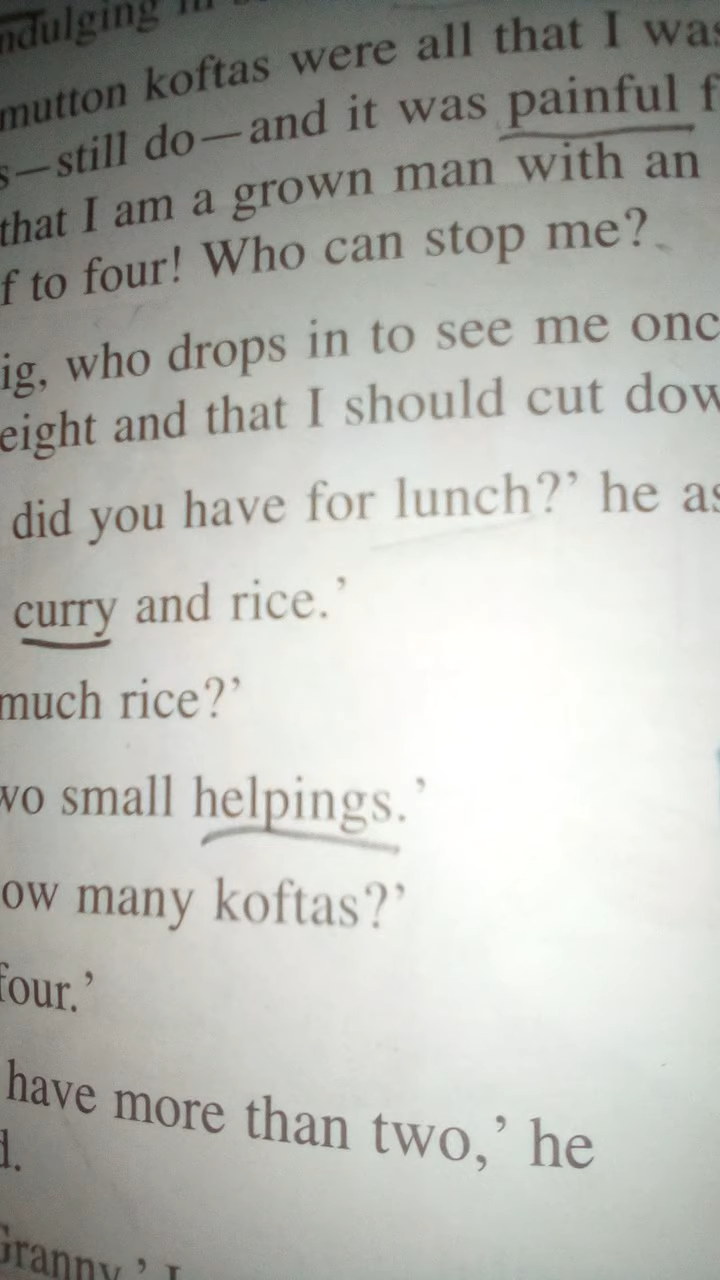 ndulging in
mutton koftas were all that I was
s—still do—and it was painful f
that I am a grown man with an
f to four! Who can stop me?
ig, who drops in to see me onc
eight and that I should cut dow
did you have for lunch?’ he as
curry and rice.’
much rice?’
wo small helpings.’
ow many koftas?’
four.’
have more than two,’ he
d.
Granny,’ I